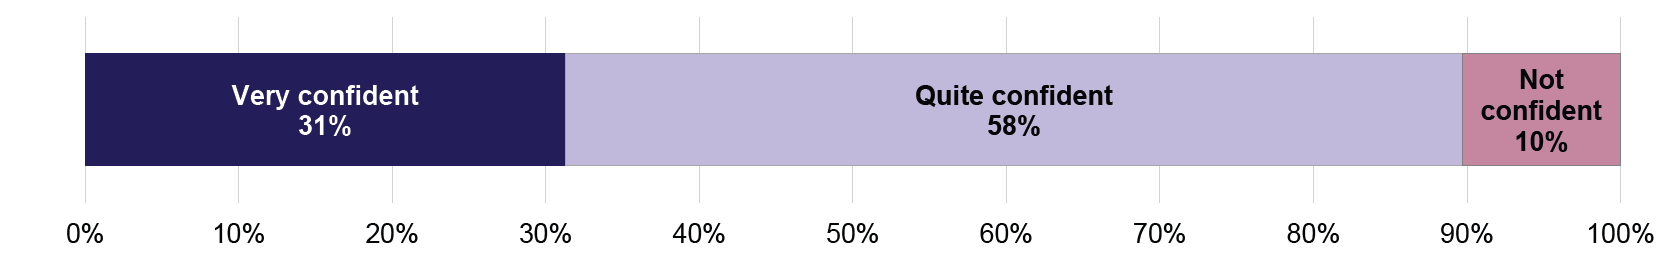 Very confident
31%
Quite confident
58%
Not
confident
10%
0% 10% 20% 30% 40% 50% 60% 70% 80% 90% 100%